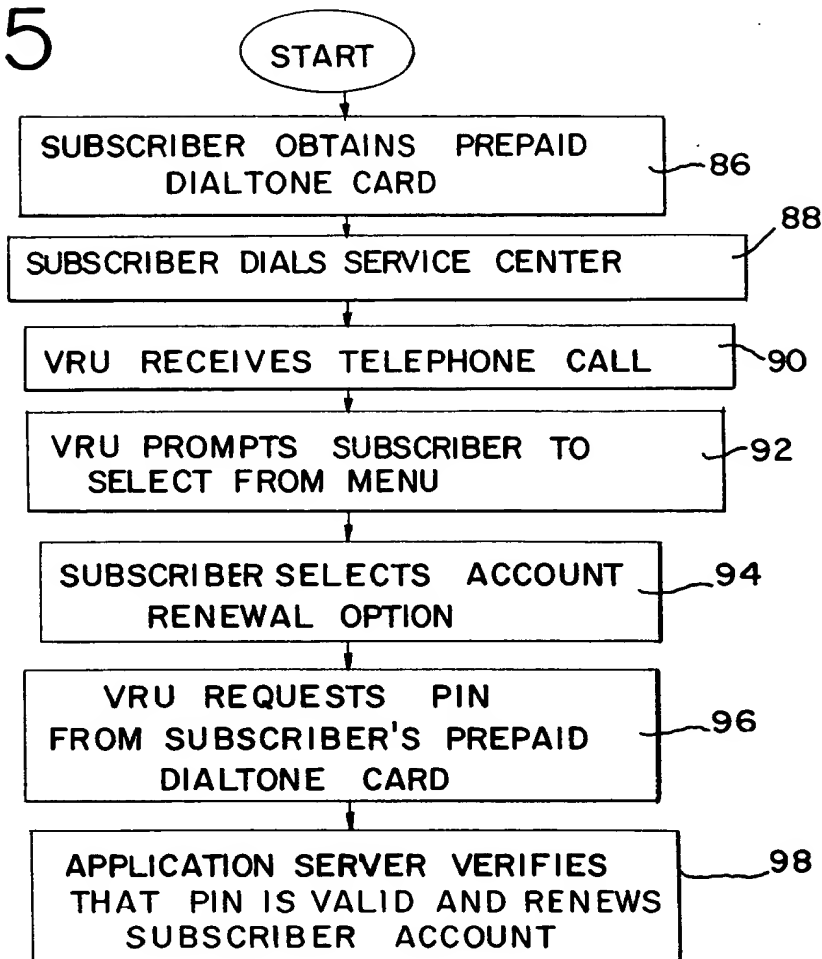 5
START
SUBSCRIBER OBTAINS PREPAID
DIALTONE CARD
86
SUBSCRIBER DIALS SERVICE CENTER
88
VRU RECEIVES TELEPHONE CALL
90
VRU PROMPTS SUBSCRIBER TO
SELECT FROM MENU
92
SUBSCRIBER SELECTS ACCOUNT
RENEWAL OPTION
94
VRU REQUESTS PIN
FROM SUBSCRIBER'S PREPAID
DIALTONE CARD
96
APPLICATION SERVER VERIFIES
THAT PIN IS VALID AND RENEWS
SUBSCRIBER ACCOUNT
98